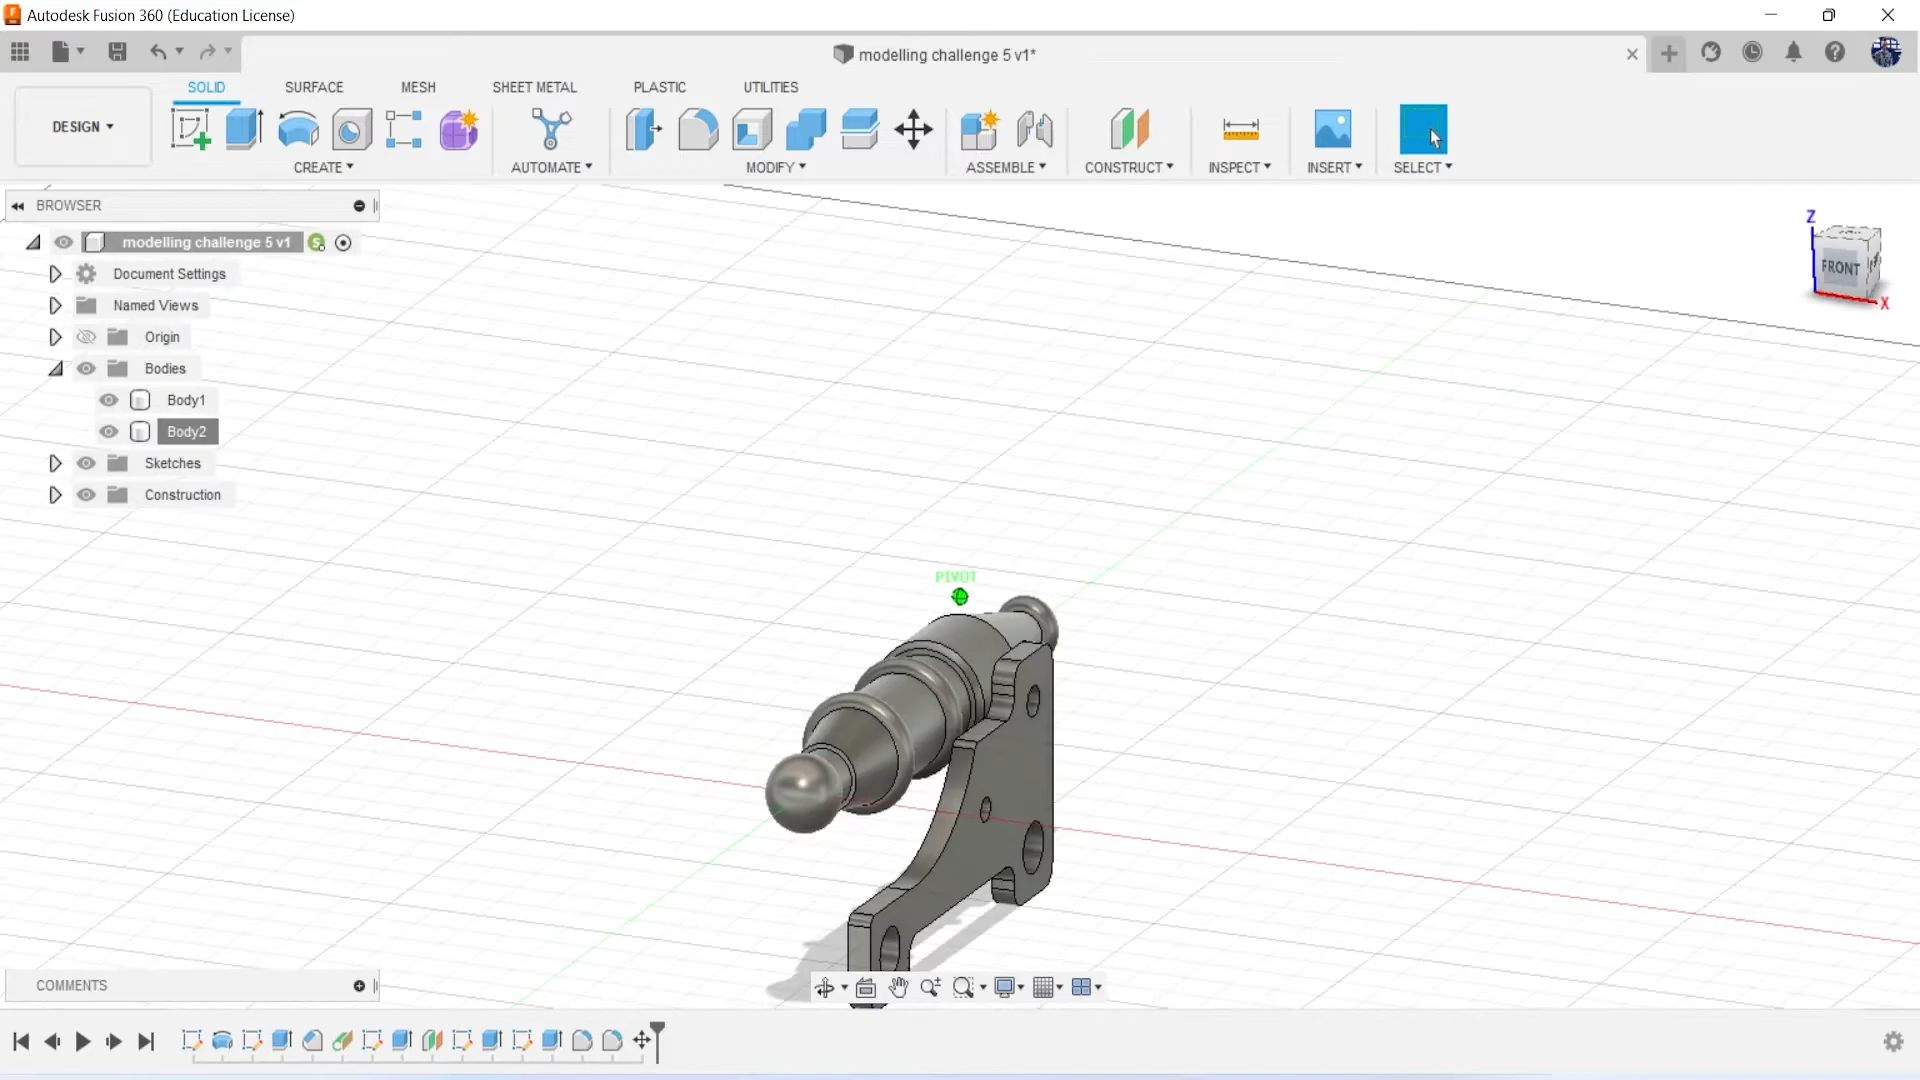 Autodesk Fusion 360 (Education License)
modelling challenge 5 v1*
SOLID SURFACE MESH SHEET METAL PLASTIC UTILITIES
DESIGN
CREATE AUTOMATE MODIFY ASSEMBLE CONSTRUCT INSPECT INSERT SELECT
BROWSER
modelling challenge 5 v1
Document Settings
Named Views
Origin
Bodies
Body1
Body2
Sketches
Construction
Z
FRONT
X
PIVOT
COMMENTS